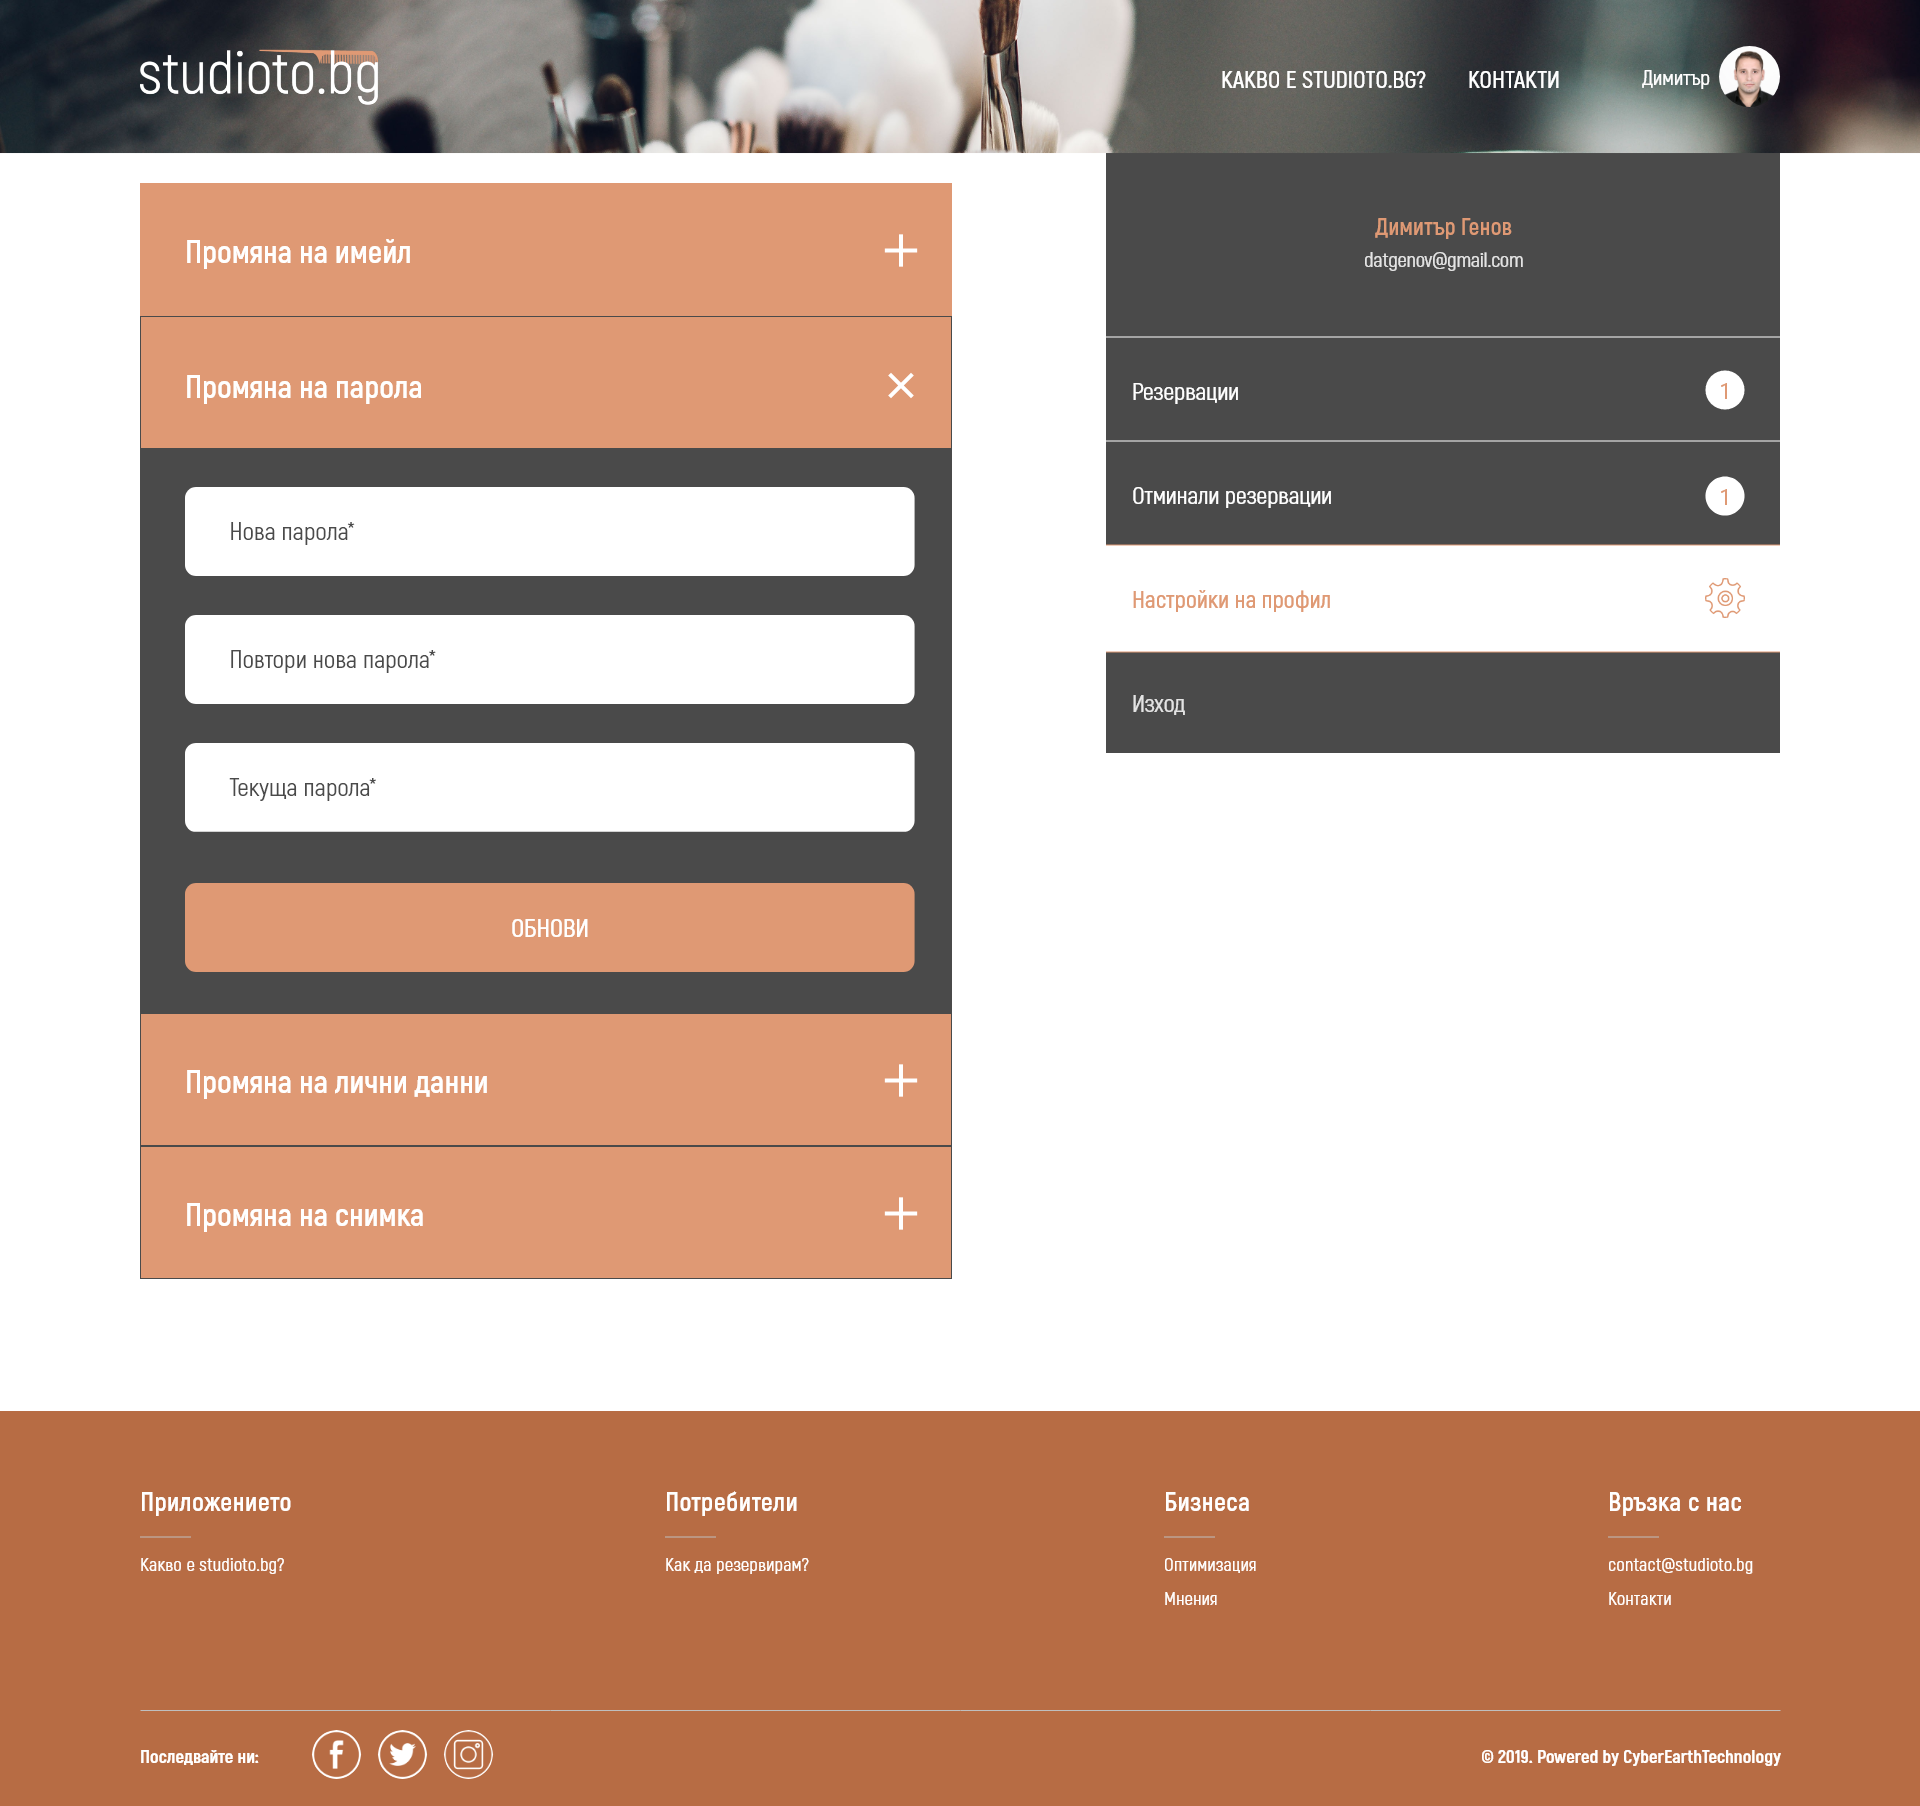 studioto.bg
КАКВО Е STUDIOTO.BG?
КОНТАКТИ
Димитър
Промяна на имейл
Промяна на парола
Нова парола*
Повтори нова парола*
Текуща парола*
ОБНОВИ
Промяна на лични данни
Промяна на снимка
Димитър Генов
datgenov@gmail.com
Резервации
1
Отминали резервации
1
Настройки на профил
Изход
Приложението
Какво е studioto.bg?
Потребители
Как да резервирам?
Бизнеса
Оптимизация
Мнения
Връзка с нас
contact@studioto.bg
Контакти
Последвайте ни:
© 2019. Powered by CyberEarthTechnology